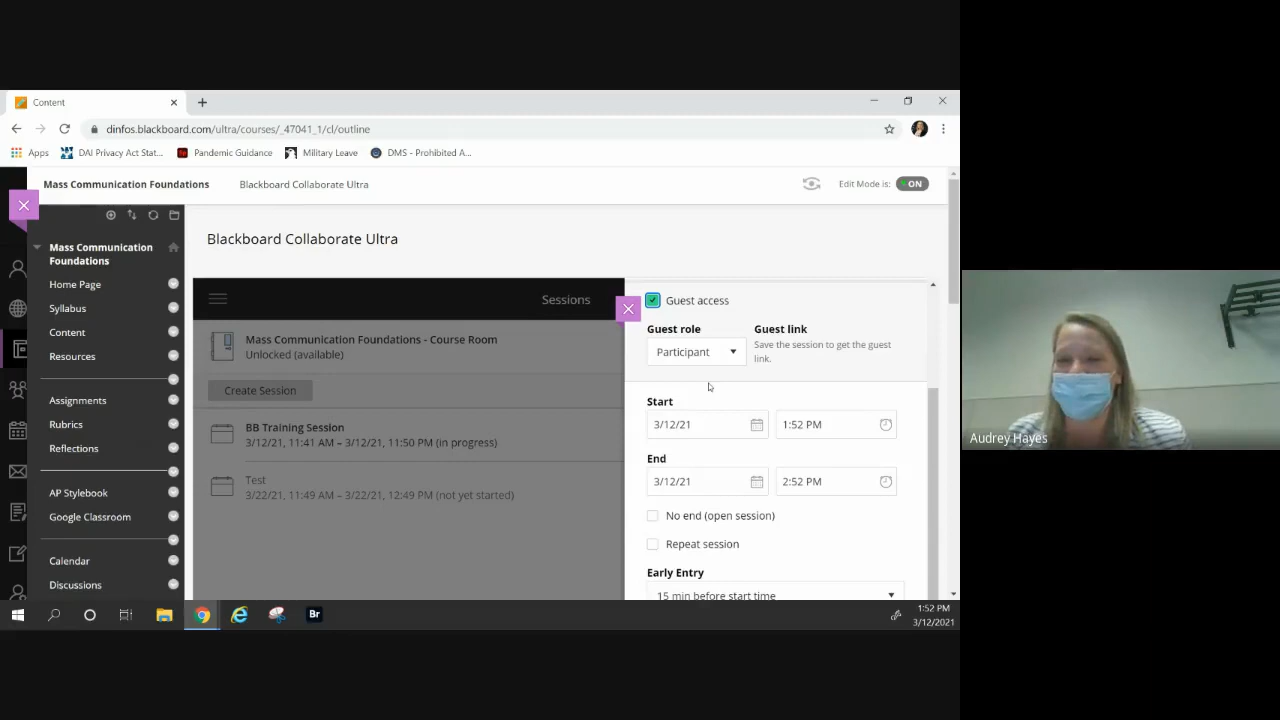 Content
dinfos.blackboard.com/ultra/courses/_47041_1/cl/outline
Apps
DAI Privacy Act Stat...
Pandemic Guidance
Military Leave
DMS - Prohibited A...
Mass Communication Foundations
Blackboard Collaborate Ultra
Edit Mode is:
ON
Mass Communication
Foundations
Home Page
Syllabus
Content
Resources
Assignments
Rubrics
Reflections
AP Stylebook
Google Classroom
Calendar
Discussions
Blackboard Collaborate Ultra
Sessions
Mass Communication Foundations - Course Room
Unlocked (available)
Create Session
BB Training Session
3/12/21, 11:41 AM – 3/12/21, 11:50 PM (in progress)
Test
3/22/21, 11:49 AM – 3/22/21, 12:49 PM (not yet started)
Guest access
Guest role
Participant
Guest link
Save the session to get the guest
link.
Start
3/12/21
1:52 PM
End
3/12/21
2:52 PM
No end (open session)
Repeat session
Early Entry
15 min before start time
Br
1:52 PM
3/12/2021
Audrey Hayes